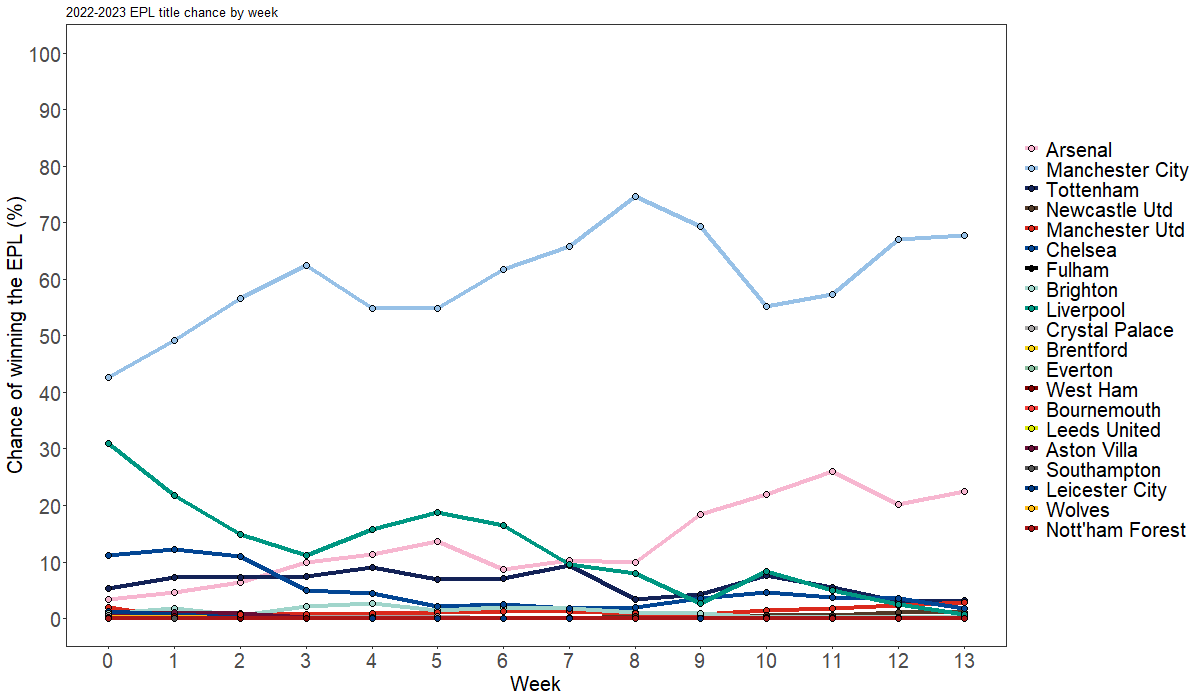 2022-2023 EPL title chance by week
Chance of winning the EPL (%)
100
90
80
70
60
50
40
30
20
10
0
0 1 2 3 4 5 6 7 8 9 10 11 12 13
Week
Arsenal
Manchester City
Tottenham
Newcastle Utd
Manchester Utd
Chelsea
Fulham
Brighton
Liverpool
Crystal Palace
Brentford
Everton
West Ham
Bournemouth
Leeds United
Aston Villa
Southampton
Leicester City
Wolves
Nott'ham Forest